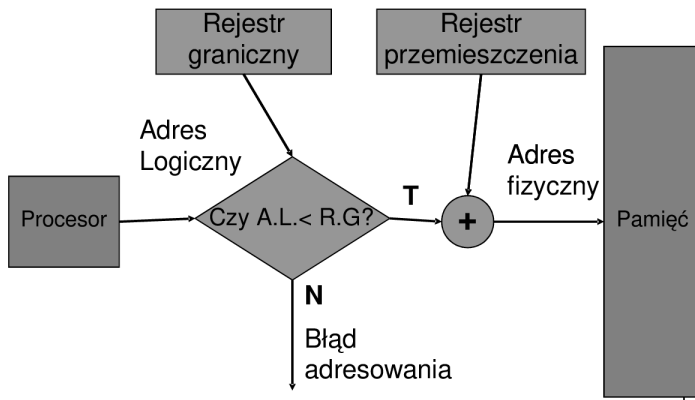 Rejestr
graniczny
Rejestr
przemieszczenia
Adres
Logiczny
Adres
fizyczny
Procesor
Czy A.L.< R.G?
T
+
Pamięć
N
Błąd
adresowania